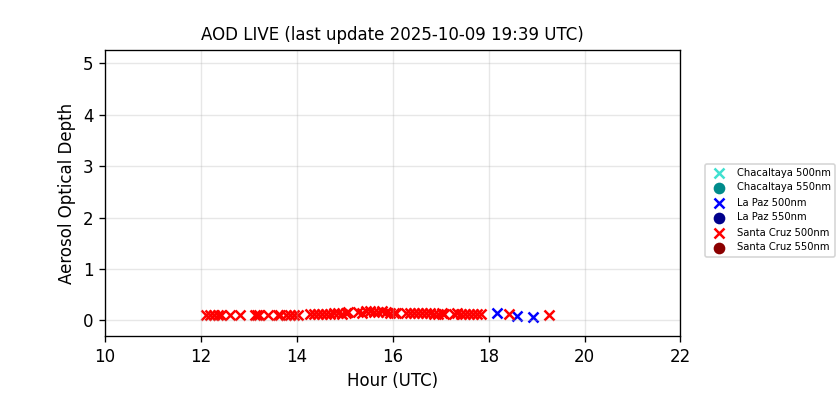 AOD LIVE (last update 2025-10-09 19:39 UTC)
Aerosol Optical Depth
5
4
3
2
1
0
10 12 14 16 18 20 22
Hour (UTC)
Chacaltaya 500nm
Chacaltaya 550nm
La Paz 500nm
La Paz 550nm
Santa Cruz 500nm
Santa Cruz 550nm